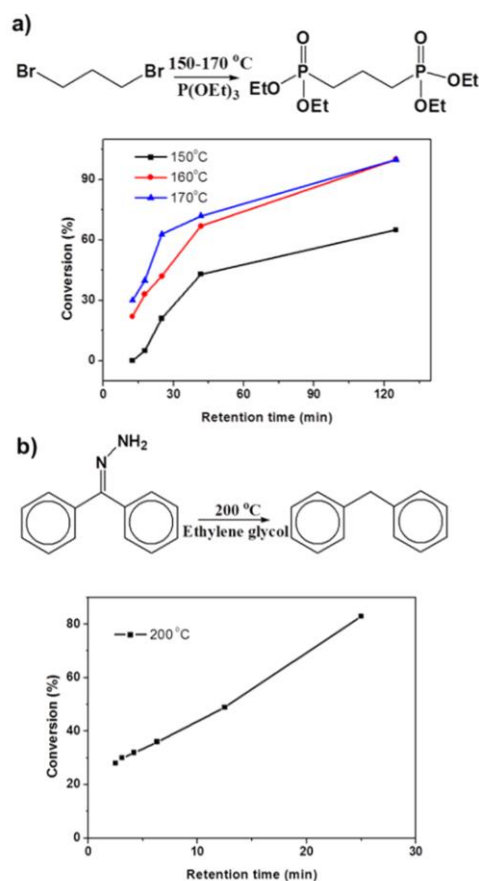 a)
Br Br
150-170 °C
P(OEt)3
O O
EtO P P OEt
OEt OEt
150°C
160°C
170°C
90
60
30
0
Conversion (%)
0 30 60 90 120
Retention time (min)
b)
NH2
N
200 °C
Ethylene glycol
200 °C
80
60
40
20
0
Conversion (%)
0 10 20 30
Retention time (min)